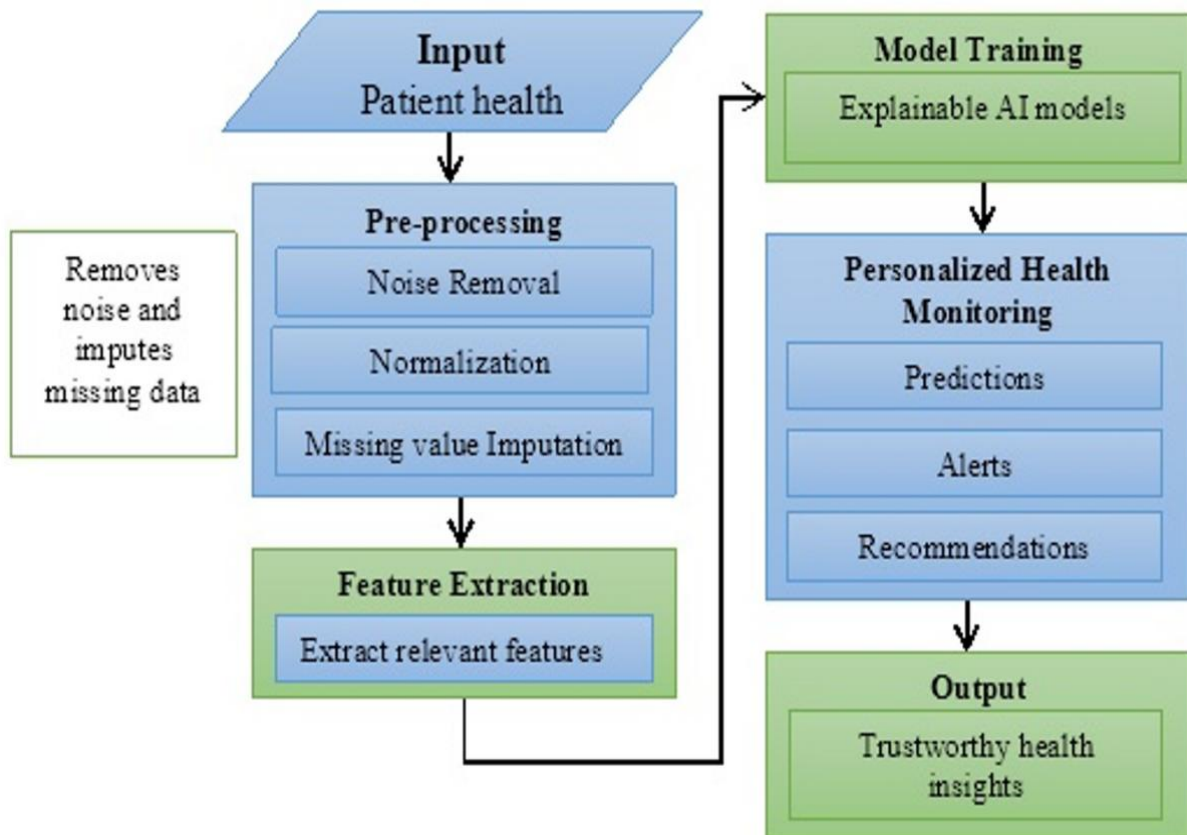 Input
Patient health
Pre-processing
Noise Removal
Normalization
Missing value Imputation
Removes
noise and
imputes
missing data
Feature Extraction
Extract relevant features
Model Training
Explainable AI models
Personalized Health
Monitoring
Predictions
Alerts
Recommendations
Output
Trustworthy health
insights